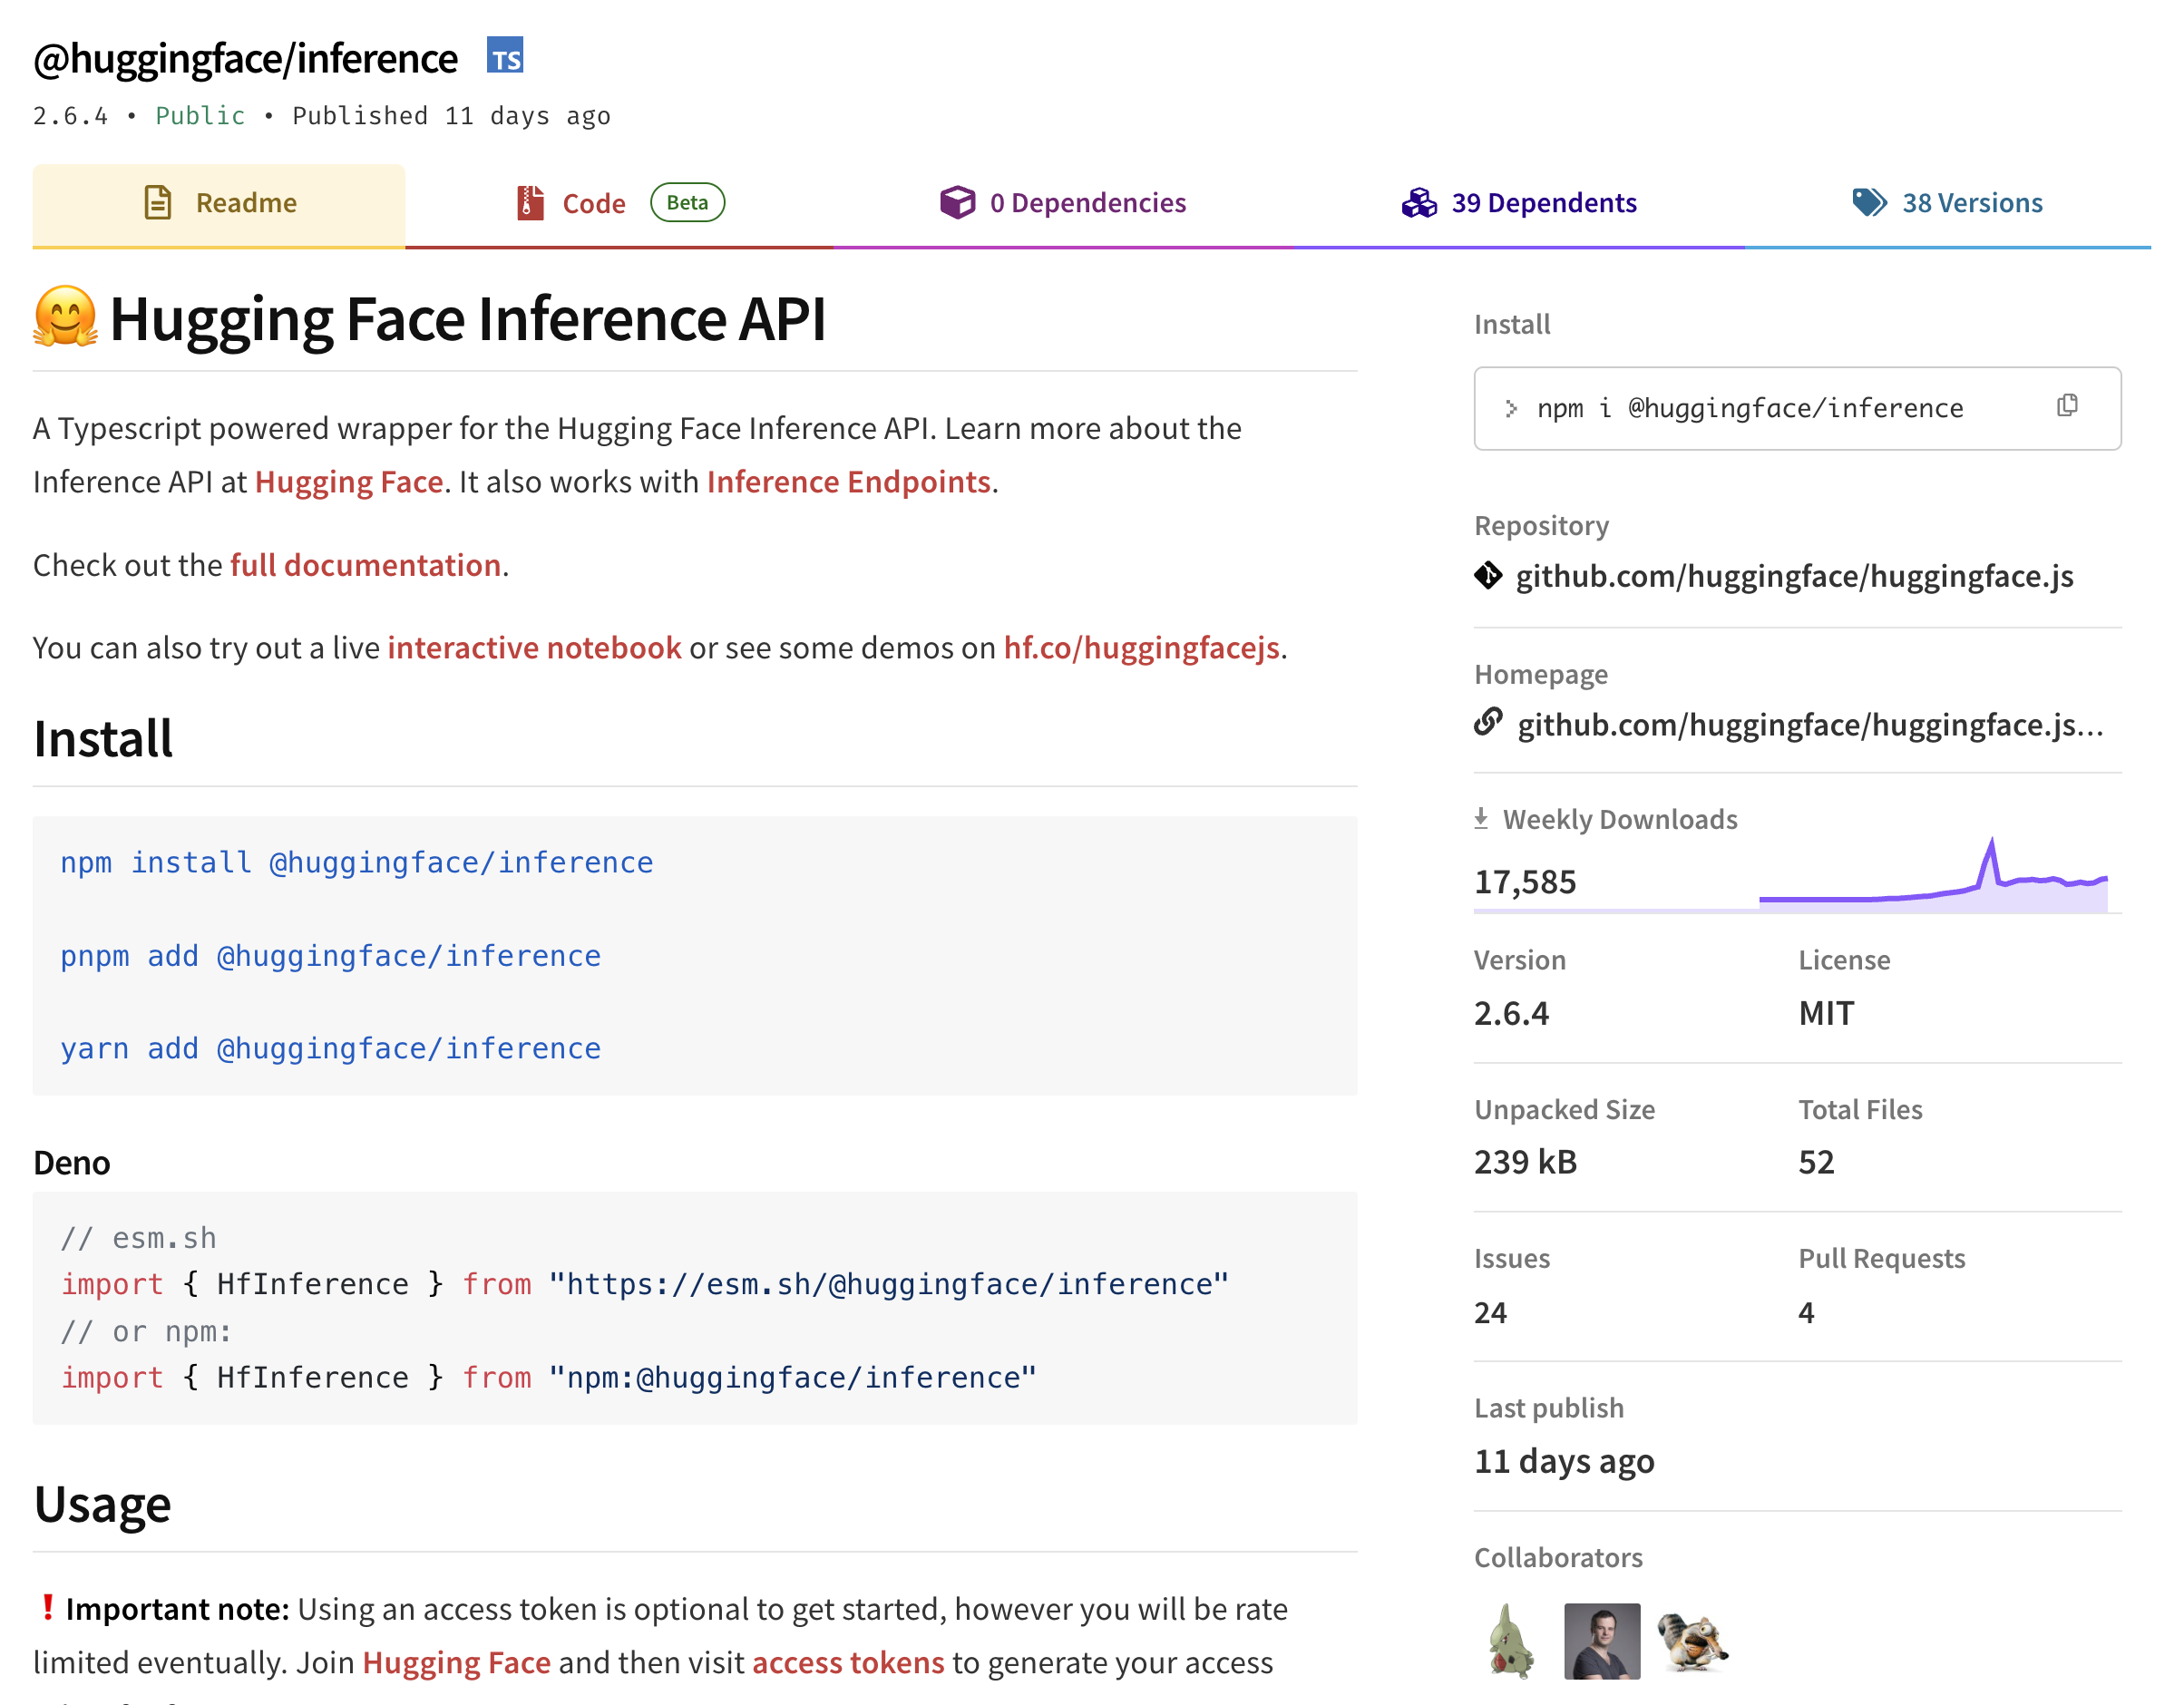 @huggingface/inference TS
2.6.4 • Public • Published 11 days ago
Readme
Code Beta
0 Dependencies
39 Dependents
38 Versions
🤗 Hugging Face Inference API
A Typescript powered wrapper for the Hugging Face Inference API. Learn more about the
Inference API at Hugging Face. It also works with Inference Endpoints.
Check out the full documentation.
You can also try out a live interactive notebook or see some demos on hf.co/huggingfacejs.
Install
npm install @huggingface/inference
pnpm add @huggingface/inference
yarn add @huggingface/inference
Deno
// esm.sh
import { HfInference } from "https://esm.sh/@huggingface/inference"
// or npm:
import { HfInference } from "npm:@huggingface/inference"
Usage
❗Important note: Using an access token is optional to get started, however you will be rate
limited eventually. Join Hugging Face and then visit access tokens to generate your access
Install
> npm i @huggingface/inference
Repository
github.com/huggingface/huggingface.js
Homepage
github.com/huggingface/huggingface.js...
Weekly Downloads
17,585
Version
2.6.4
License
MIT
Unpacked Size
239 kB
Total Files
52
Issues
24
Pull Requests
4
Last publish
11 days ago
Collaborators